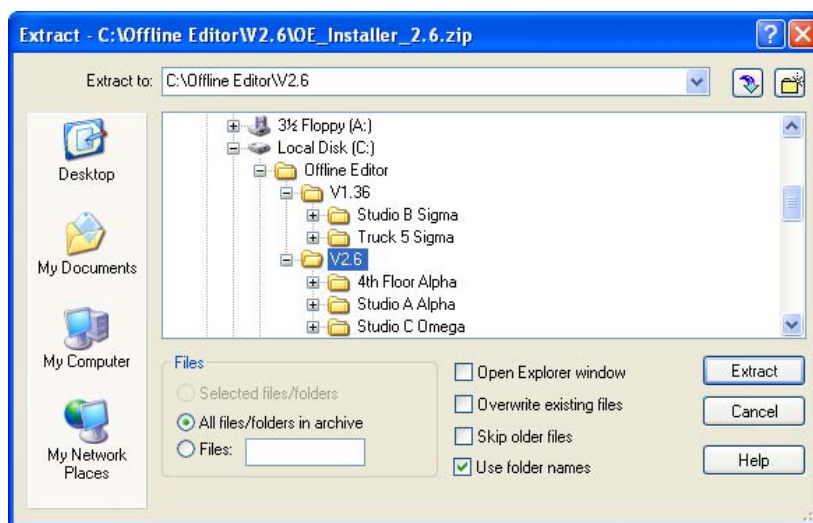 Extract - C:\Offline Editor\V2.6\OE_Installer_2.6.zip
Extract to:
C:\Offline Editor\V2.6
Desktop
My Documents
My Computer
My Network
Places
3½ Floppy (A:)
Local Disk (C:)
Offline Editor
V1.36
Studio B Sigma
Truck 5 Sigma
V2.6
4th Floor Alpha
Studio A Alpha
Studio C Omega
Files
Selected files/folders
All files/folders in archive
Files:
Open Explorer window
Overwrite existing files
Skip older files
Use folder names
Extract
Cancel
Help